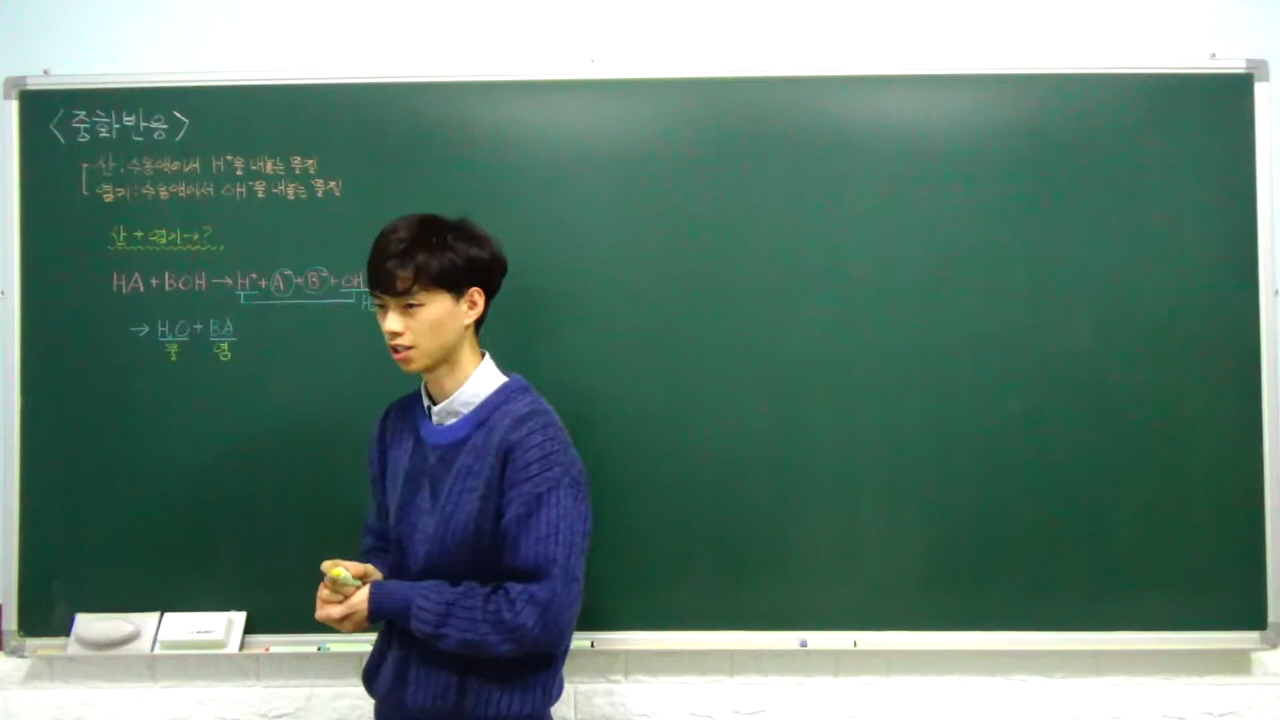 <중화반응>
산 : 수용액에서 H⁺을 내놓는 물질
염기 : 수용액에서 OH⁻을 내놓는 물질
산 + 염기 → ?
HA + BOH → H⁺ + A⁻ + B⁺ + OH
H
→ H₂O + BA
물 염